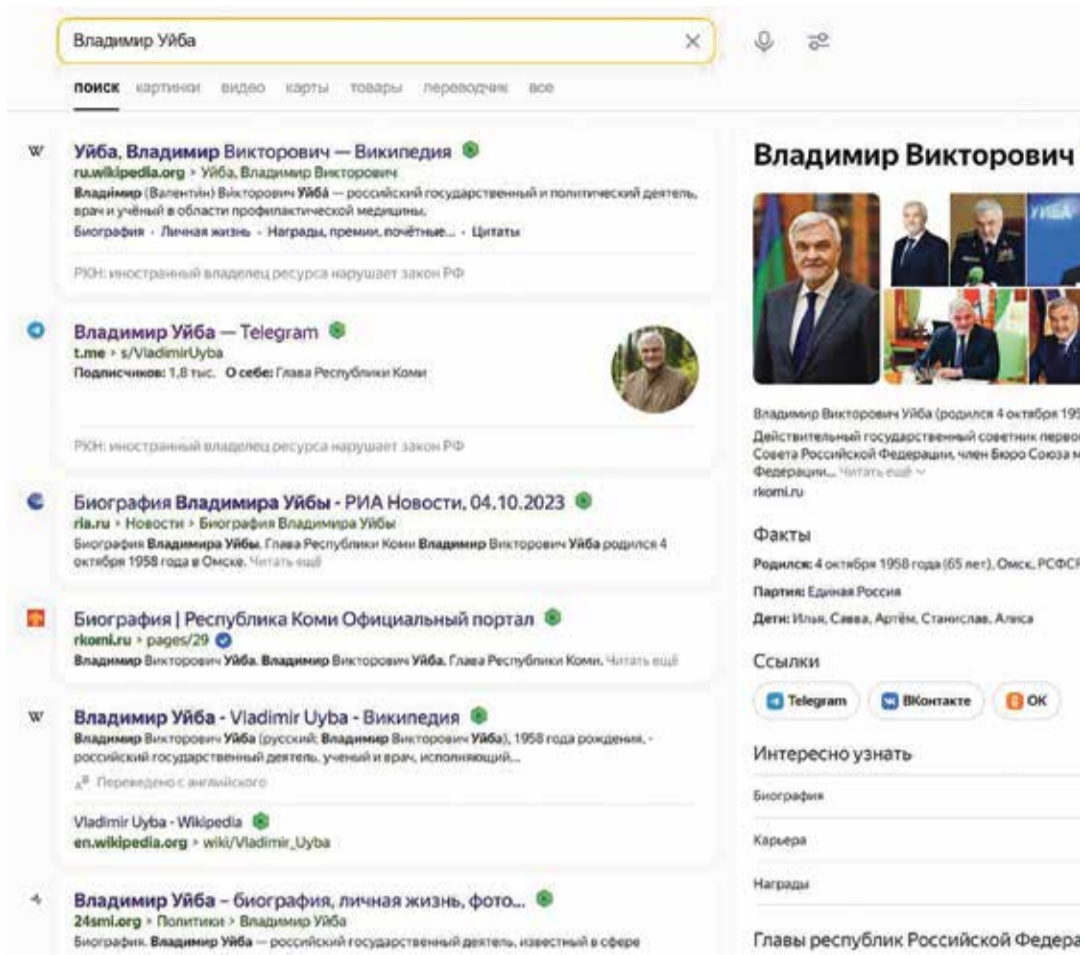 Владимир Уйба
поиск картинки видео карты товары переводчик все
Уйба, Владимир Викторович — Википедия
ru.wikipedia.org › Уйба, Владимир Викторович
Влади́мир (Валенти́н) Ви́кторович Уйба́ — российский государственный и политический деятель,
врач и учёный в области профилактической медицины.
Биография · Личная жизнь · Награды, премии, почётные... · Цитаты
РКН: иностранный владелец ресурса нарушает закон РФ
Владимир Уйба — Telegram
t.me › s/VladimirUyba
Подписчиков: 1,8 тыс. О себе: Глава Республики Коми
РКН: иностранный владелец ресурса нарушает закон РФ
Биография Владимира Уйбы - РИА Новости, 04.10.2023
ria.ru › Новости › Биография Владимира Уйбы
Биография Владимира Уйбы. Глава Республики Коми Владимир Викторович Уйба родился 4
октября 1958 года в Омске. Читать ещё
Биография | Республика Коми Официальный портал
rkomi.ru › pages/29
Владимир Викторович Уйба. Владимир Викторович Уйба. Глава Республики Коми. Читать ещё
Владимир Уйба - Vladimir Uyba - Википедия
Владимир Викторович Уйба (русский: Владимир Викторович Уйба), 1958 года рождения, -
российский государственный деятель, ученый и врач, исполняющий...
Переведено с английского
Vladimir Uyba - Wikipedia
en.wikipedia.org › wiki/Vladimir_Uyba
Владимир Уйба – биография, личная жизнь, фото...
24smi.org › Политики › Владимир Уйба
Биография. Владимир Уйба — российский государственный деятель, известный в сфере
Владимир Викторович
УЙБА
Владимир Викторович Уйба (родился 4 октября 195
Действительный государственный советник первого
Совета Российской Федерации, член Бюро Союза м
Федерации... Читать ещё
rkomi.ru
Факты
Родился: 4 октября 1958 года (65 лет), Омск, РСФСР
Партия: Единая Россия
Дети: Илья, Савва, Артём, Станислав, Алиса
Ссылки
Telegram ВКонтакте ОК
Интересно узнать
Биография
Карьера
Награды
Главы республик Российской Федера